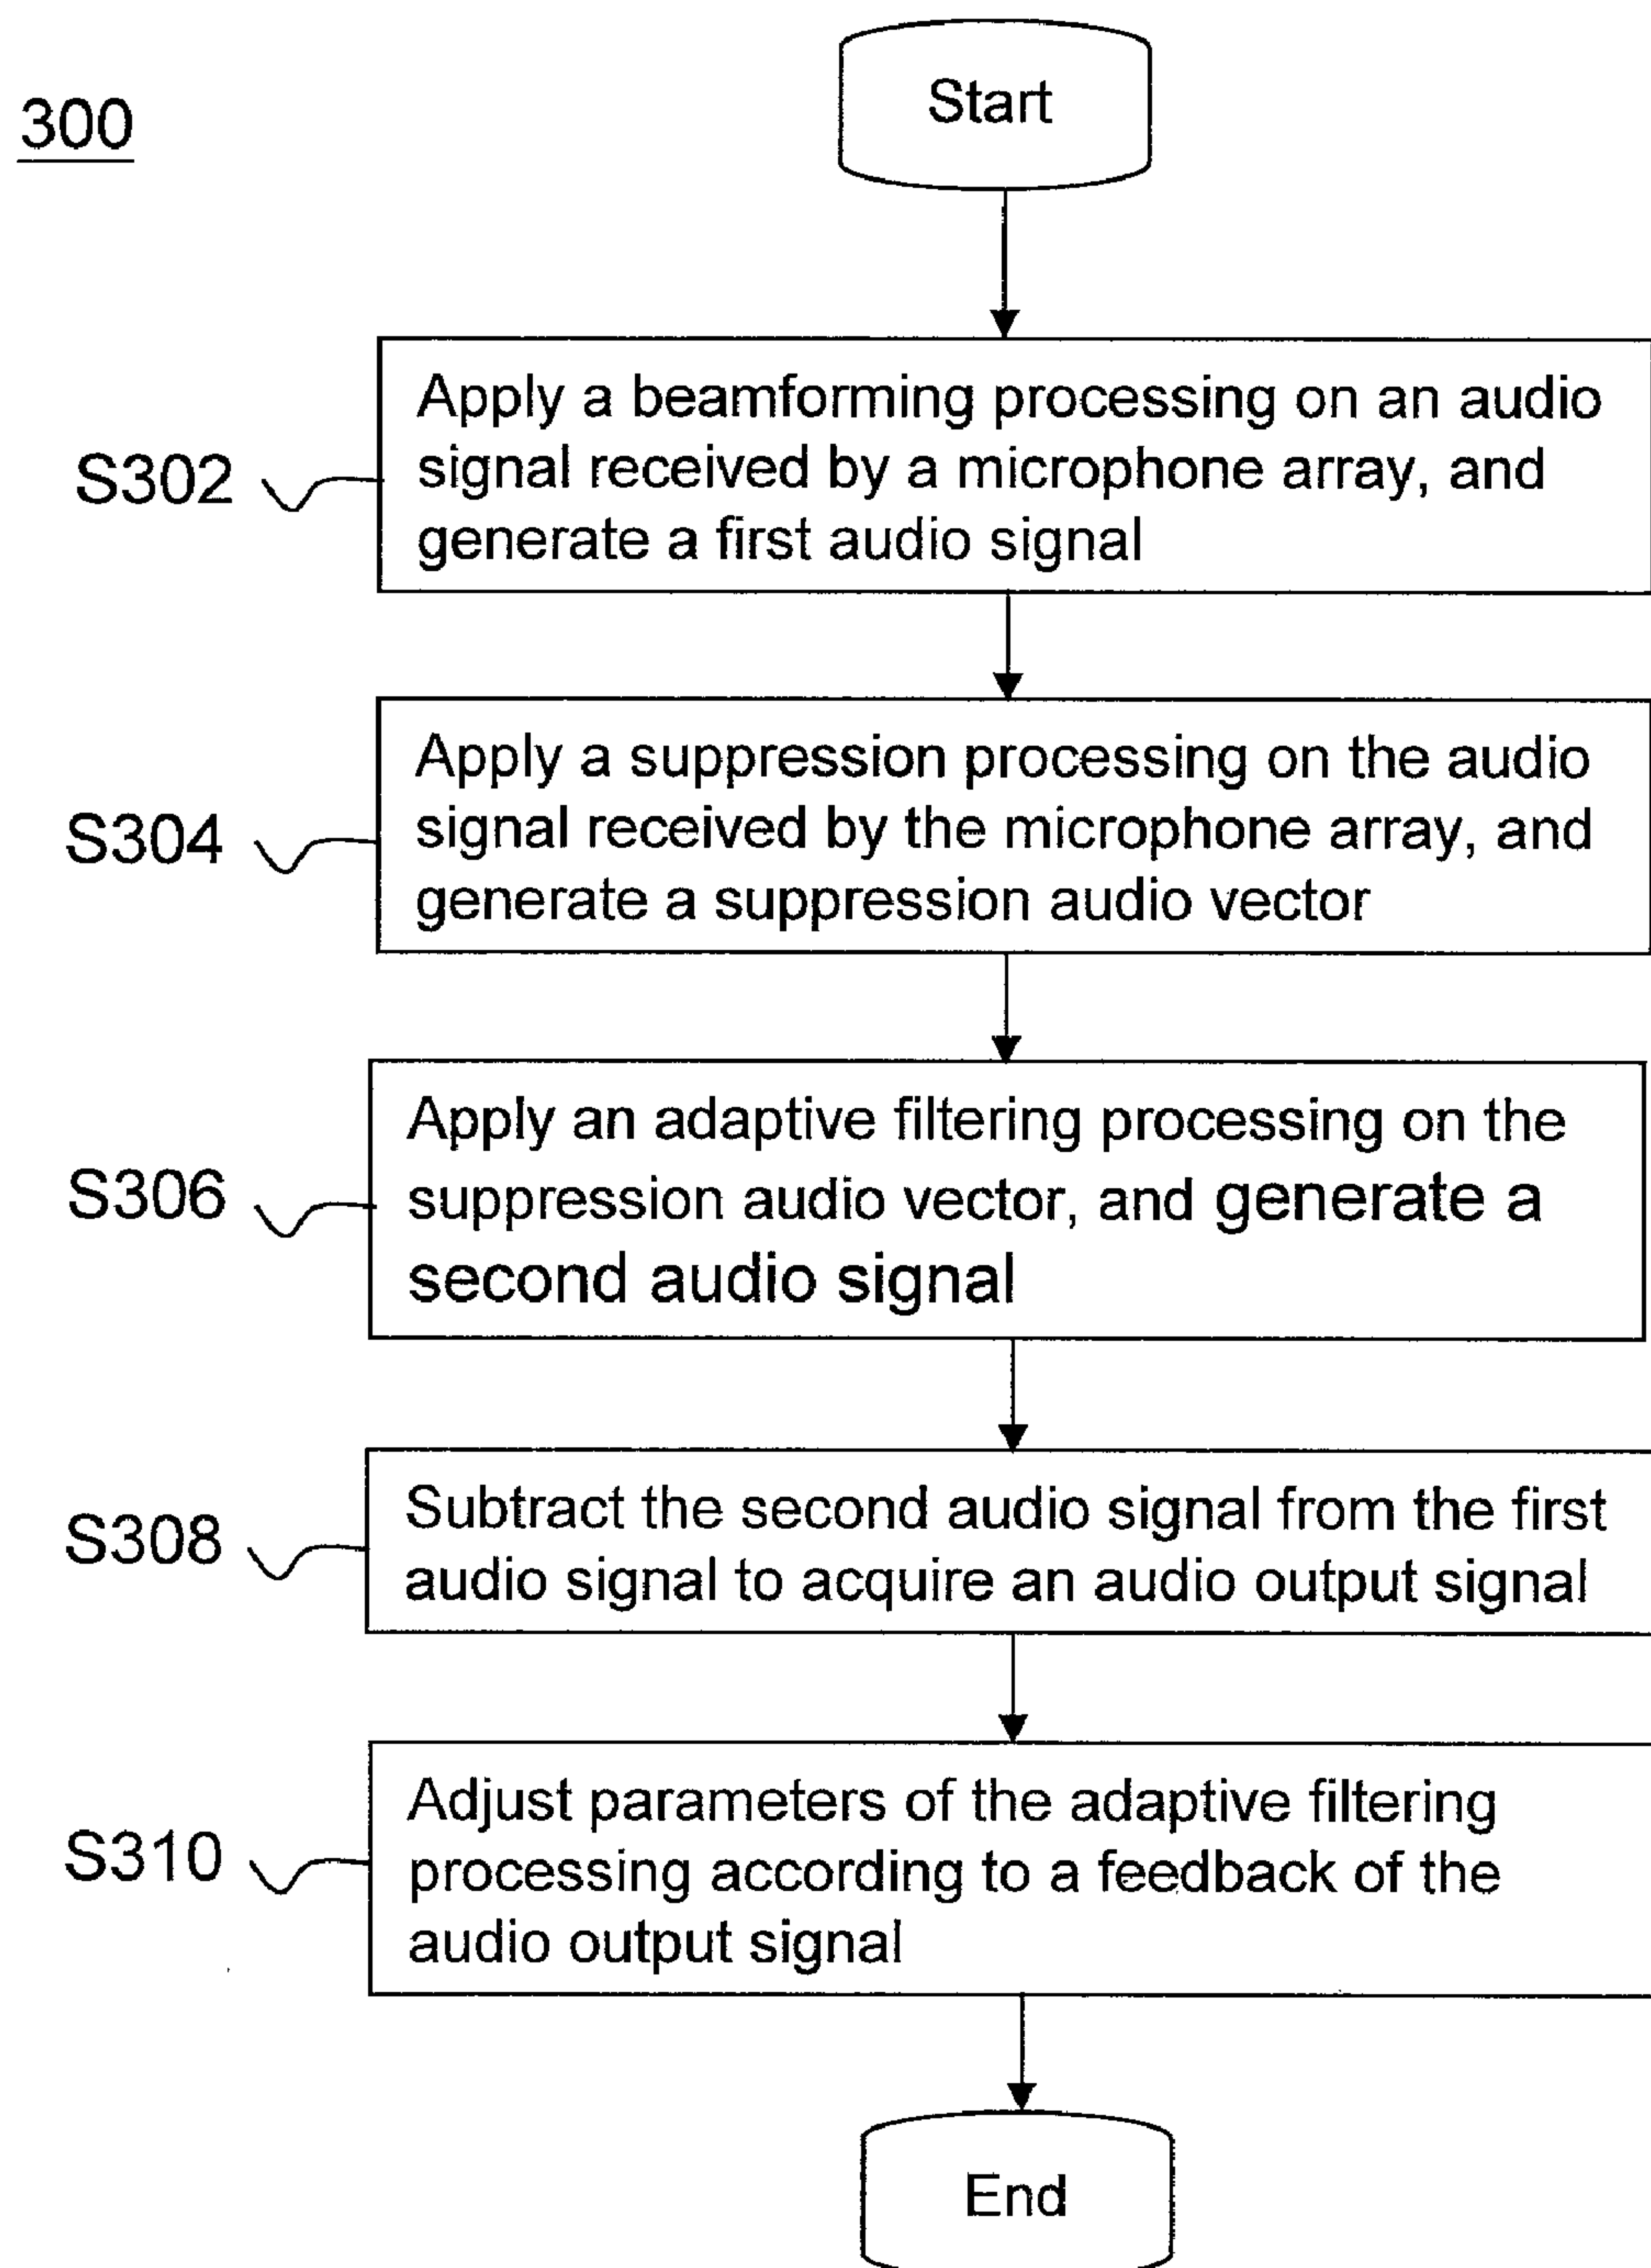 Start
300
Apply a beamforming processing on an audio
signal received by a microphone array, and
generate a first audio signal
S302
Apply a suppression processing on the audio
signal received by the microphone array, and
generate a suppression audio vector
S304
Apply an adaptive filtering processing on the
suppression audio vector, and generate a
second audio signal
S306
Subtract the second audio signal from the first
audio signal to acquire an audio output signal
S308
Adjust parameters of the adaptive filtering
processing according to a feedback of the
audio output signal
S310
End